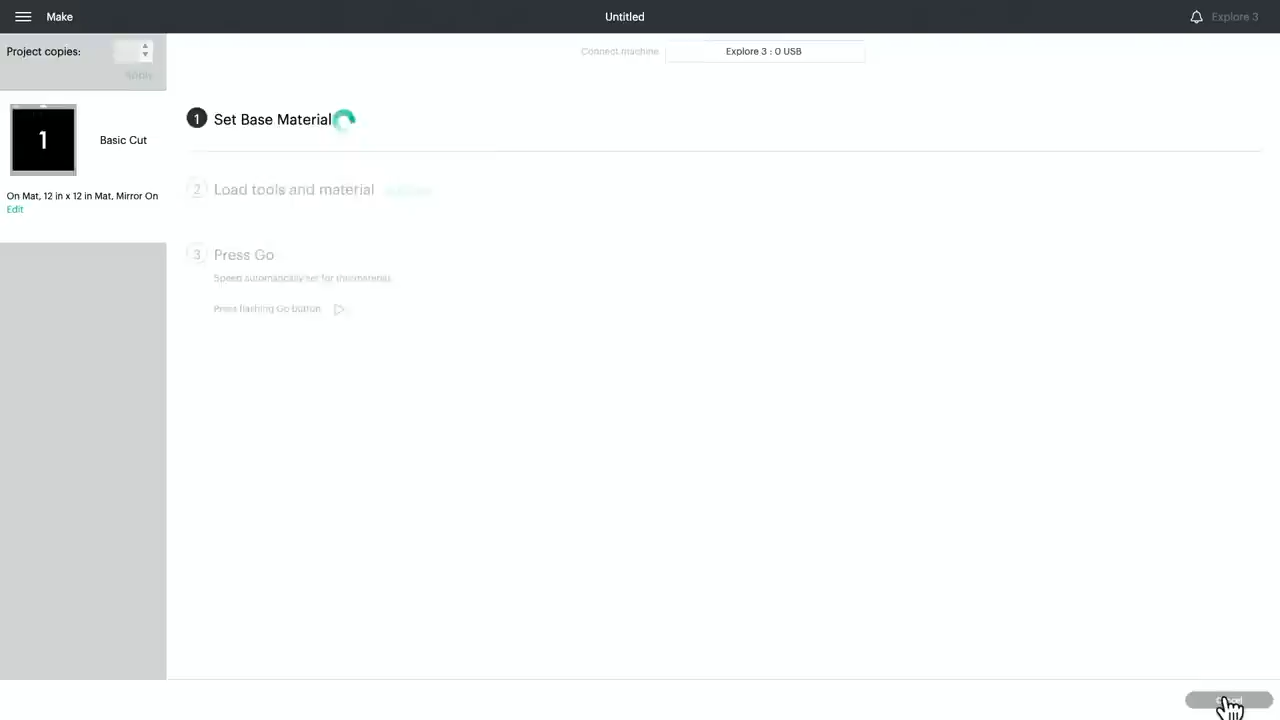 Make
Untitled
Explore 3
Project copies:
Apply
Connect machine
Explore 3 : 0 USB
1
Basic Cut
On Mat, 12 in x 12 in Mat, Mirror On
Edit
1 Set Base Material
2 Load tools and material
3 Press Go
Speed automatically set for this material.
Press flashing Go button